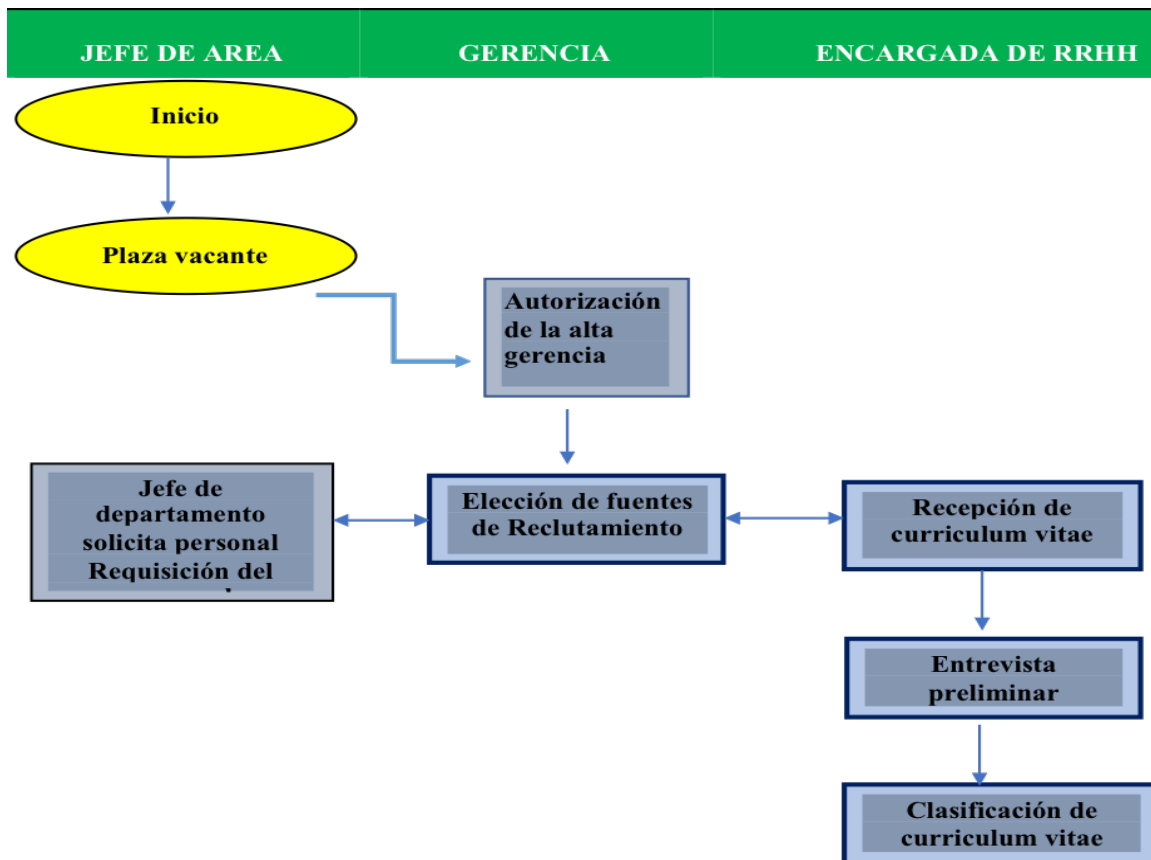 JEFE DE AREA
GERENCIA
ENCARGADA DE RRHH
Inicio
Plaza vacante
Autorización
de la alta
gerencia
Jefe de
departamento
solicita personal
Requisición del
Elección de fuentes
de Reclutamiento
Recepción de
curriculum vitae
Entrevista
preliminar
Clasificación de
curriculum vitae